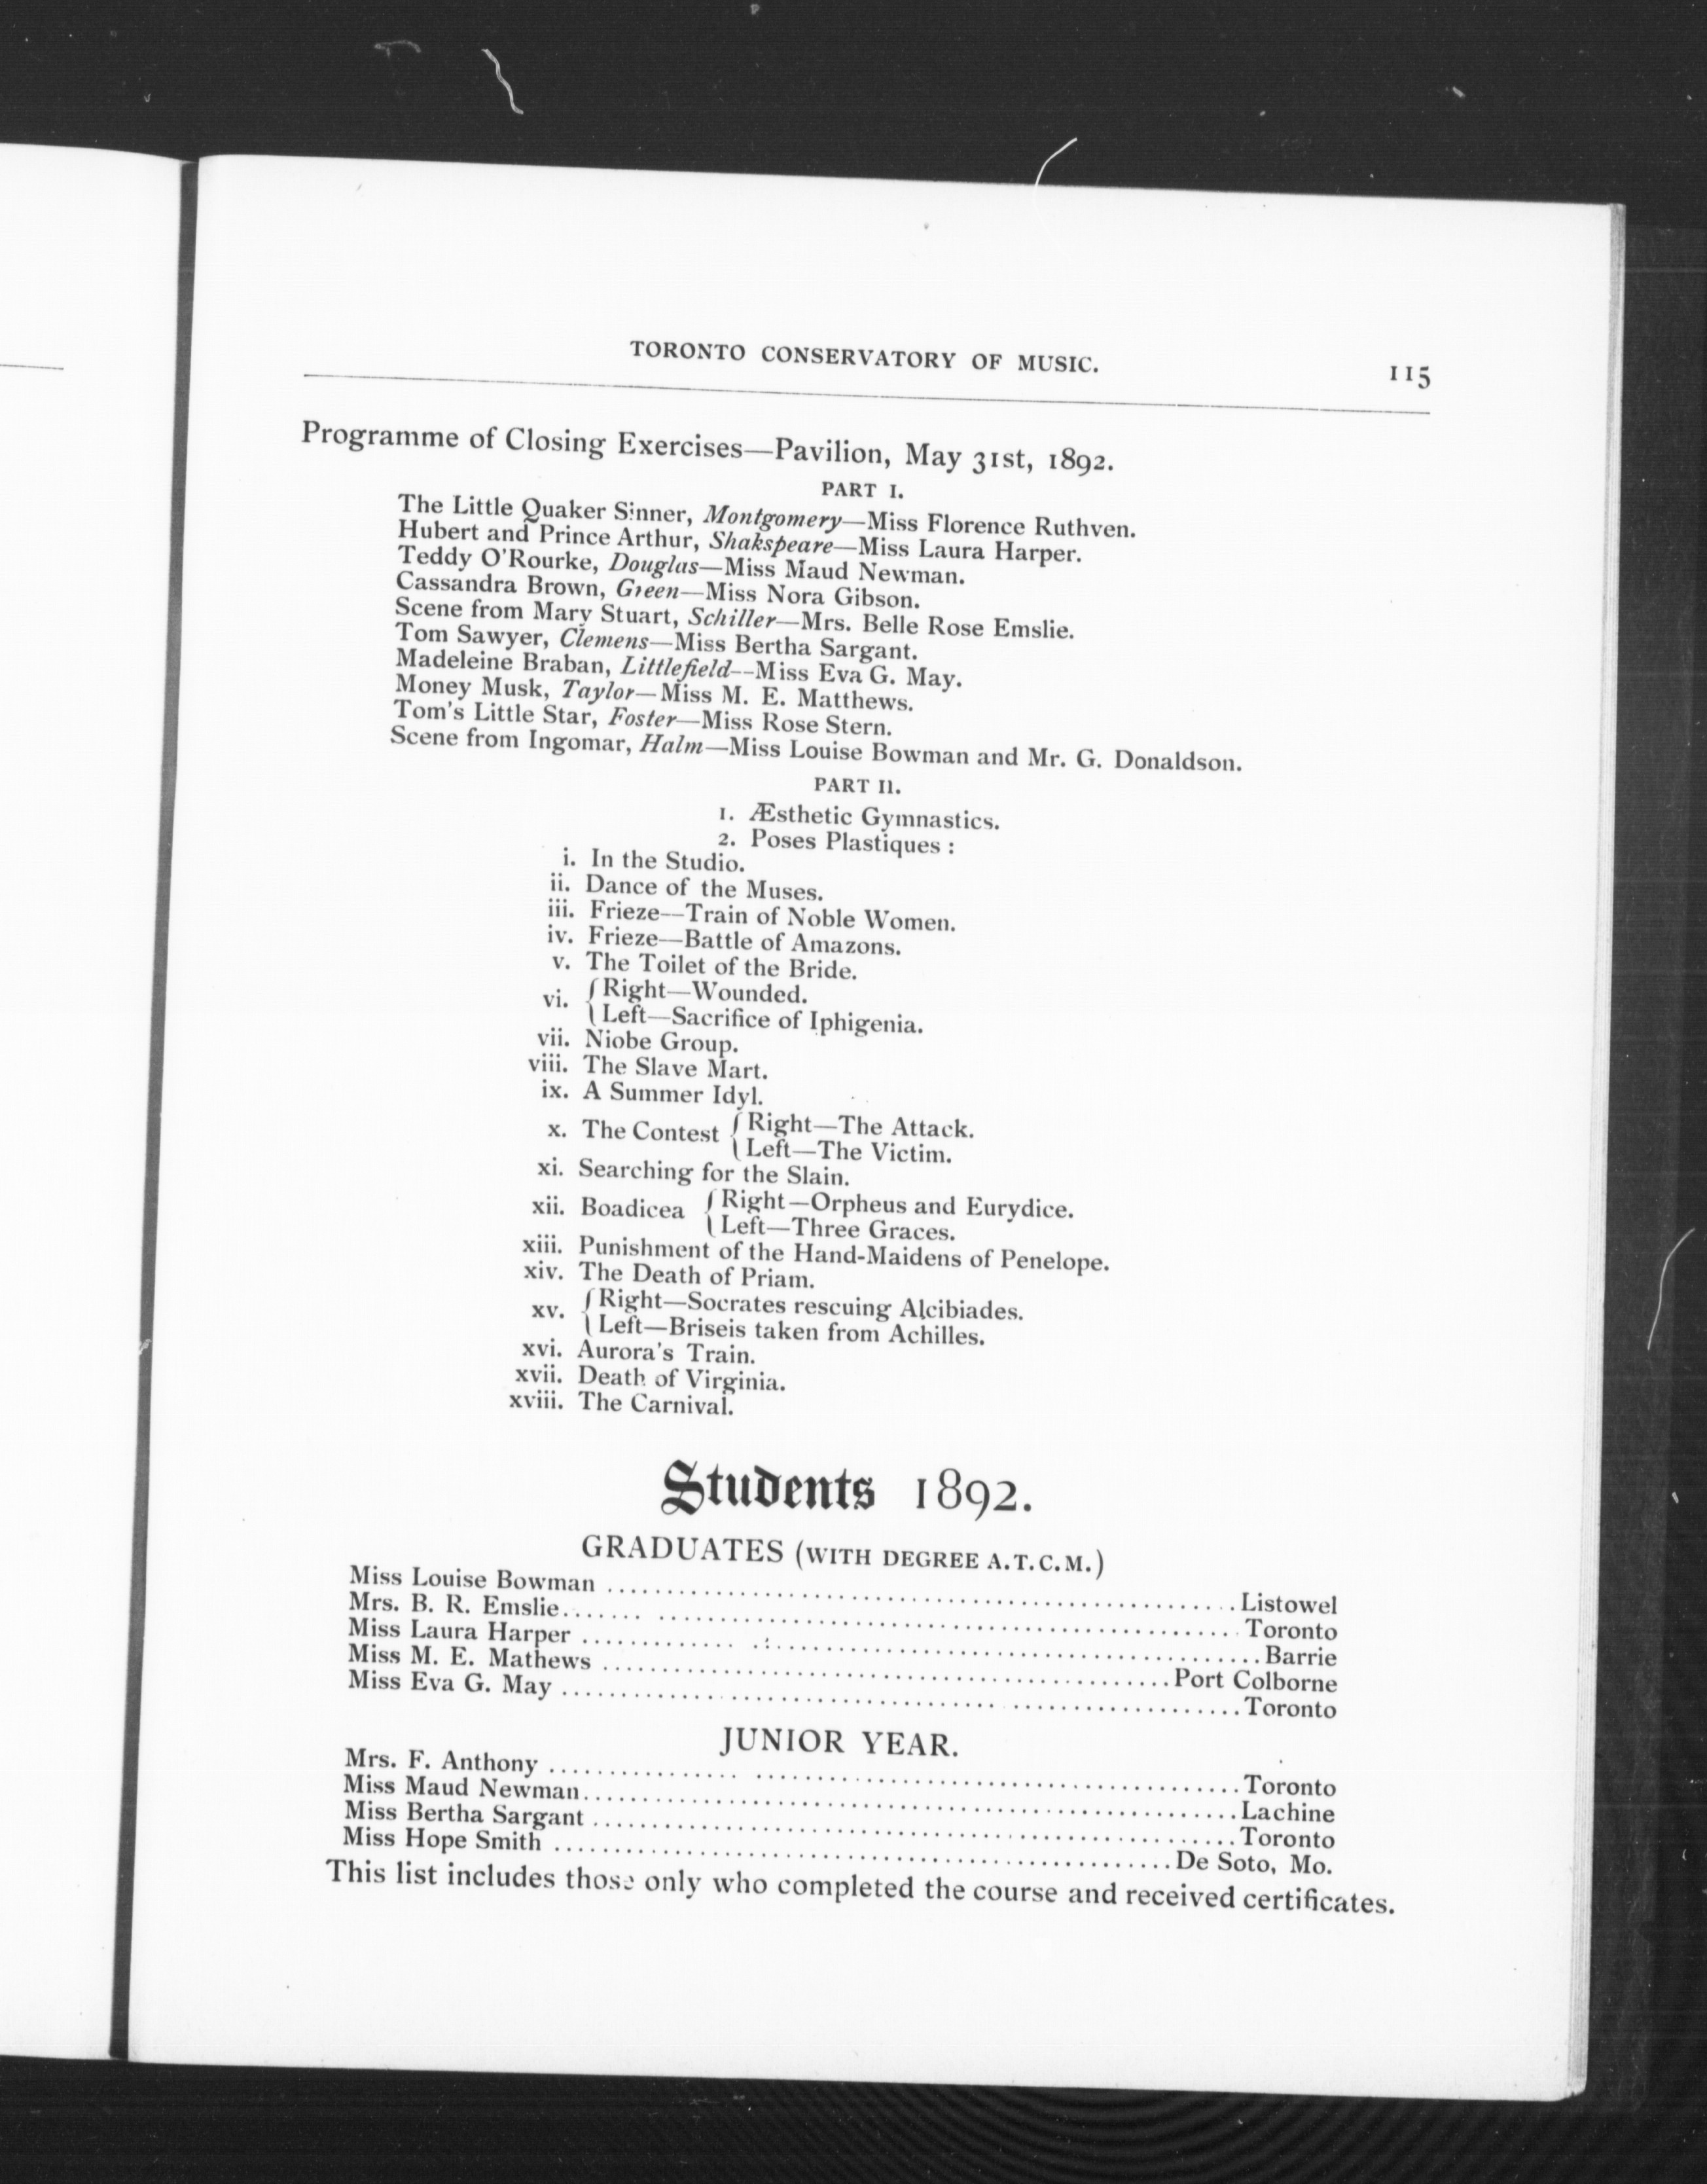 TORONTO CONSERVATORY OF MUSIC. 115
Programme of Closing Exercises—Pavilion, May 31st, 1892.
PART I.
The Little Quaker Sinner, Montgomery—Miss Florence Ruthven.
Hubert and Prince Arthur, Shakspeare—Miss Laura Harper.
Teddy O'Rourke, Douglas—Miss Maud Newman.
Cassandra Brown, Green—Miss Nora Gibson.
Scene from Mary Stuart, Schiller—Mrs. Belle Rose Emslie.
Tom Sawyer, Clemens—Miss Bertha Sargant.
Madeleine Braban, Littlefield--Miss Eva G. May.
Money Musk, Taylor—Miss M. E. Matthews.
Tom's Little Star, Foster—Miss Rose Stern.
Scene from Ingomar, Halm—Miss Louise Bowman and Mr. G. Donaldson.
PART II.
1. Æsthetic Gymnastics.
2. Poses Plastiques :
i. In the Studio.
ii. Dance of the Muses.
iii. Frieze—Train of Noble Women.
iv. Frieze—Battle of Amazons.
v. The Toilet of the Bride.
vi. { Right—Wounded.
{ Left—Sacrifice of Iphigenia.
vii. Niobe Group.
viii. The Slave Mart.
ix. A Summer Idyl.
x. The Contest { Right—The Attack.
{ Left—The Victim.
xi. Searching for the Slain.
xii. Boadicea { Right—Orpheus and Eurydice.
{ Left—Three Graces.
xiii. Punishment of the Hand-Maidens of Penelope.
xiv. The Death of Priam.
xv. { Right—Socrates rescuing Alcibiades.
{ Left—Briseis taken from Achilles.
xvi. Aurora's Train.
xvii. Death of Virginia.
xviii. The Carnival.
Students 1892.
GRADUATES (WITH DEGREE A.T.C.M.)
Miss Louise Bowman ........ Listowel
Mrs. B. R. Emslie ........ Toronto
Miss Laura Harper ........ Barrie
Miss M. E. Mathews ........ Port Colborne
Miss Eva G. May ........ Toronto
JUNIOR YEAR.
Mrs. F. Anthony ........ Toronto
Miss Maud Newman ........ Lachine
Miss Bertha Sargant ........ Toronto
Miss Hope Smith ........ De Soto, Mo.
This list includes those only who completed the course and received certificates.